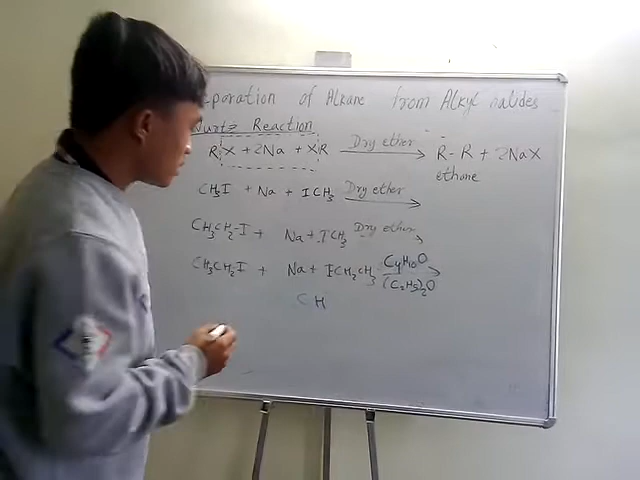 eparation of Alkane from Alkyl halides
Wurtz Reaction
R X + 2Na + X R Dry ether R - R + 2NaX
ethane
CH3I + Na + ICH3 Dry ether
CH3CH2-I + Na + ICH3 Dry ether
CH3CH2I + Na + ICH2CH3 C4H10O
(C2H5)2O
CH